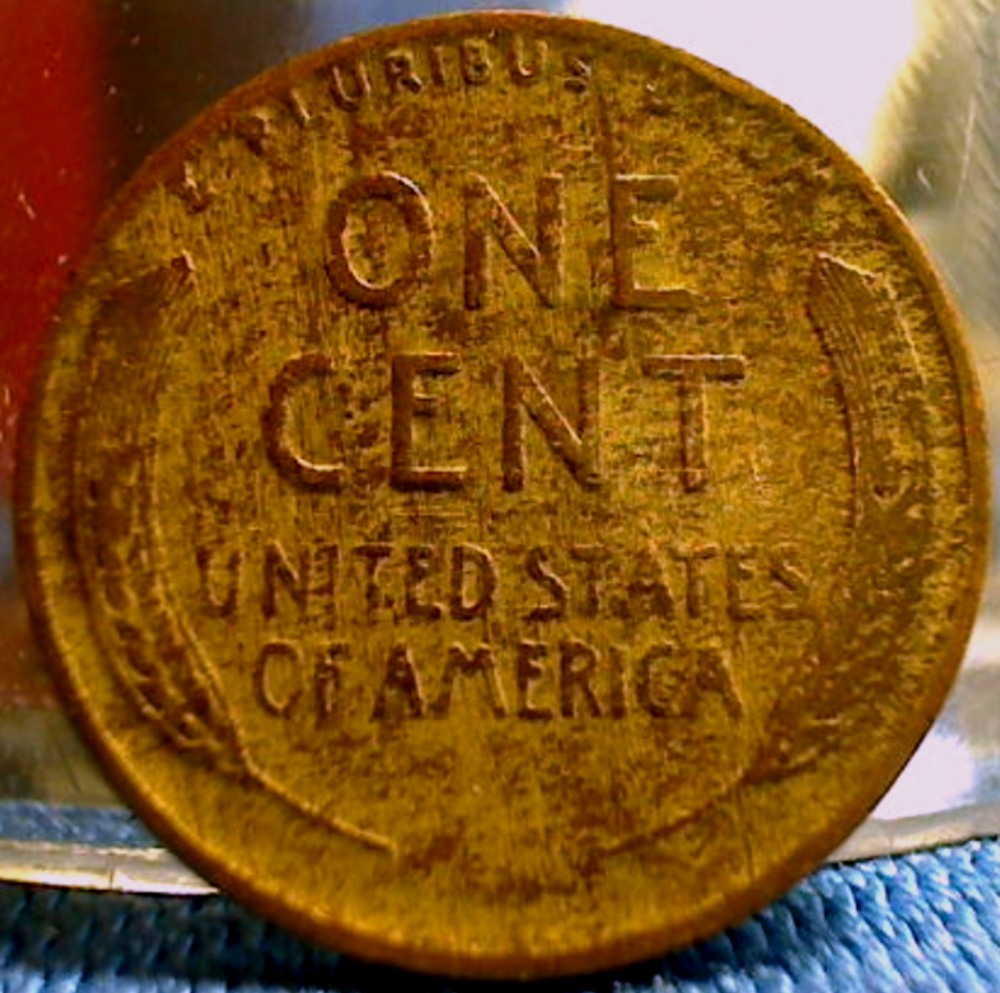 E PLURIBUS
ONE
CENT
UNITED STATES
OF AMERICA